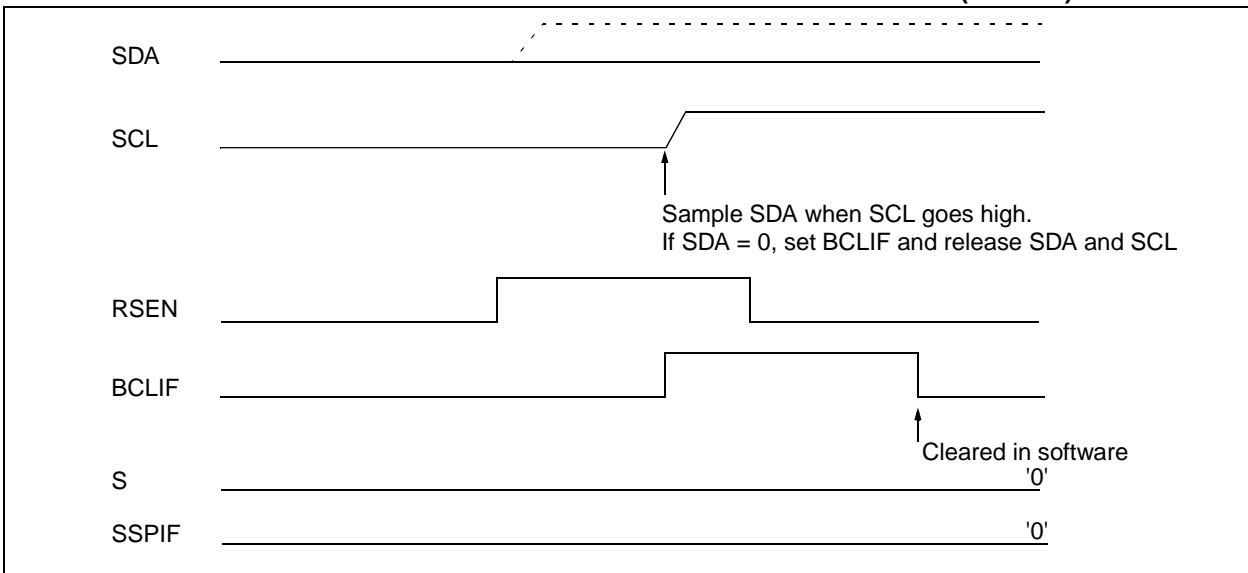 SDA
SCL
Sample SDA when SCL goes high.
If SDA = 0, set BCLIF and release SDA and SCL
RSEN
BCLIF
Cleared in software
S
'0'
SSPIF
'0'